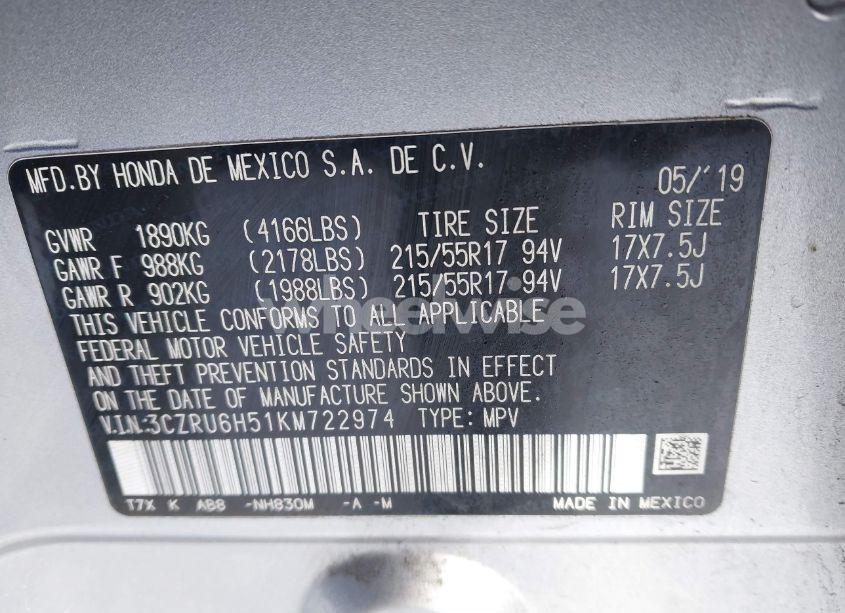 MFD.BY HONDA DE MEXICO S.A. DE C.V. 05/'19
GVWR 1890KG (4166LBS) TIRE SIZE RIM SIZE
GAWR F 988KG (2178LBS) 215/55R17 94V 17X7.5J
GAWR R 902KG (1988LBS) 215/55R17 94V 17X7.5J
THIS VEHICLE CONFORMS TO ALL APPLICABLE
FEDERAL MOTOR VEHICLE SAFETY
AND THEFT PREVENTION STANDARDS IN EFFECT
ON THE DATE OF MANUFACTURE SHOWN ABOVE.
V.I.N:3CZRU6H51KM722974 TYPE: MPV
T7X K AB8 -NH830M -A -M MADE IN MEXICO
wheelwise